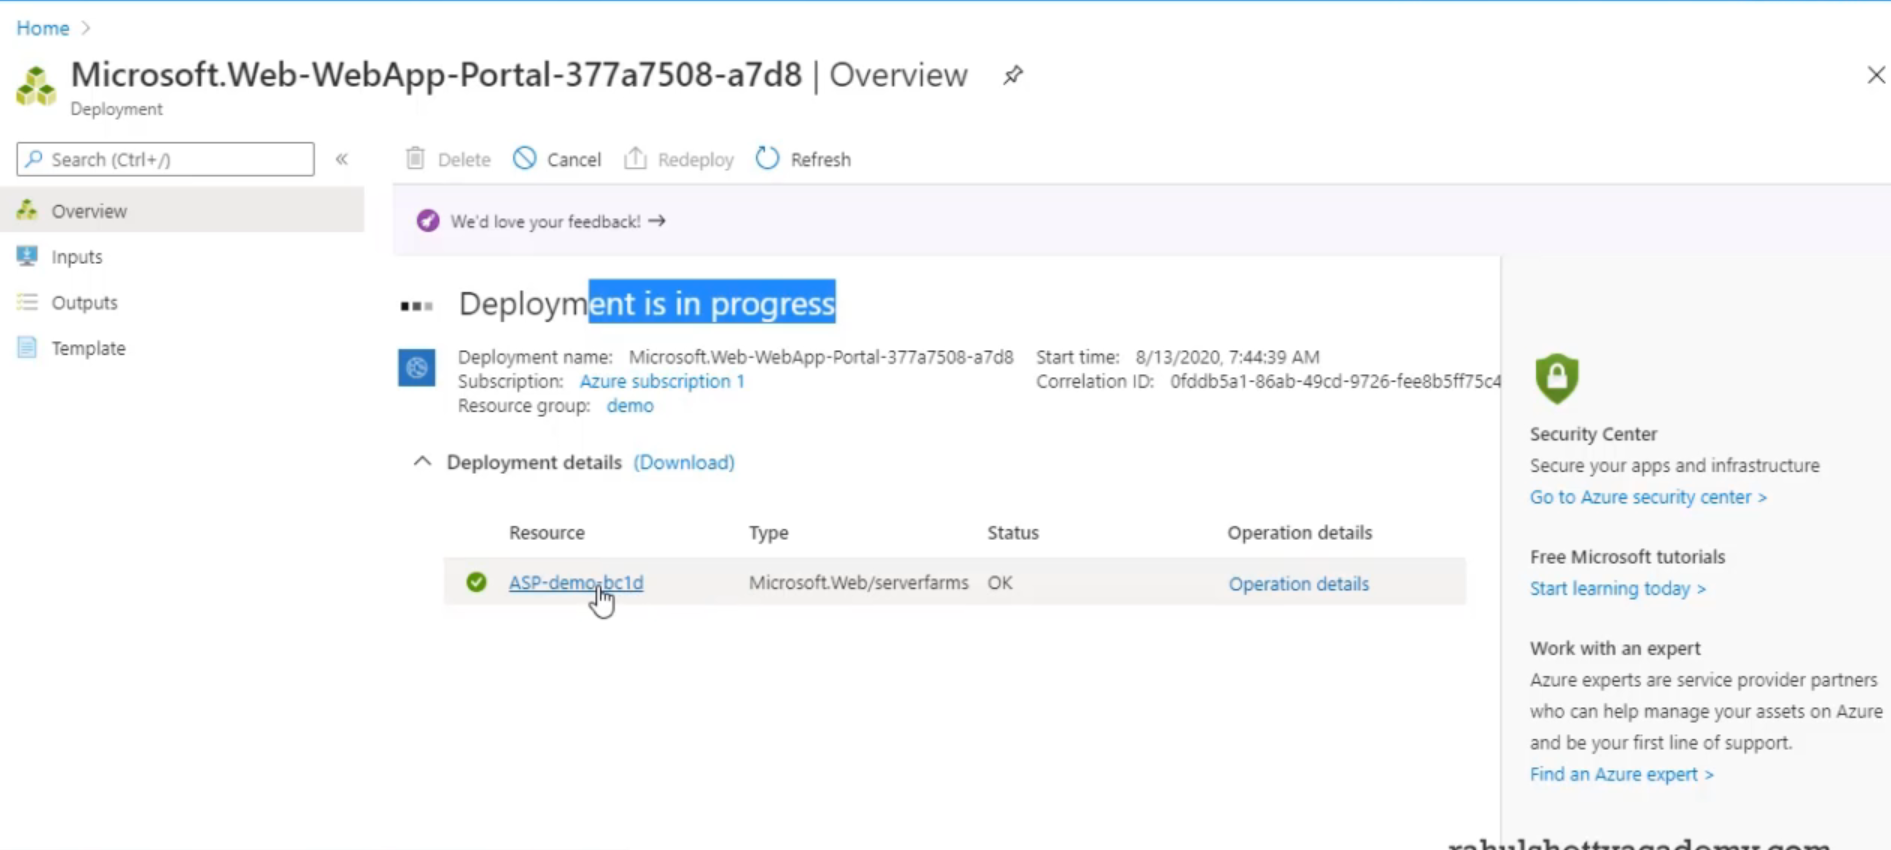 Home
Microsoft.Web-WebApp-Portal-377a7508-a7d8 | Overview
Deployment
Search (Ctrl+/)
Delete Cancel Redeploy Refresh
Overview
Inputs
Outputs
Template
We'd love your feedback! →
Deployment is in progress
Deployment name: Microsoft.Web-WebApp-Portal-377a7508-a7d8 Start time: 8/13/2020, 7:44:39 AM
Subscription: Azure subscription 1 Correlation ID: 0fddb5a1-86ab-49cd-9726-fee8b5ff75c4
Resource group: demo
Deployment details (Download)
Resource Type Status Operation details
ASP-demo-bc1d Microsoft.Web/serverfarms OK Operation details
Security Center
Secure your apps and infrastructure
Go to Azure security center >
Free Microsoft tutorials
Start learning today >
Work with an expert
Azure experts are service provider partners
who can help manage your assets on Azure
and be your first line of support.
Find an Azure expert >
rahulshettyacademy.com